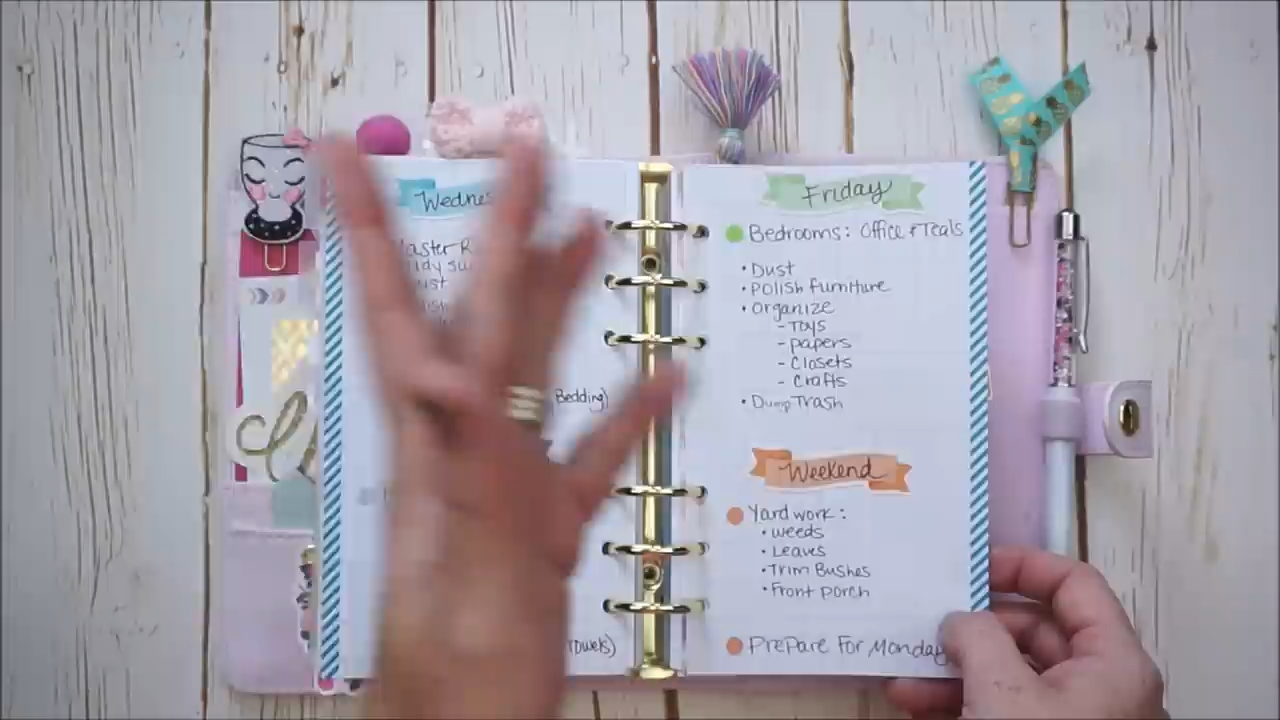 Bedding)
Towels)
Friday
Bedrooms: Office & Teals
• Dust
• Polish furniture
• Organize
- Toys
- papers
- Closets
- Crafts
• Dump Trash
Weekend
Yard work:
• weeds
• Leaves
• Trim Bushes
• Front porch
Prepare For Monday